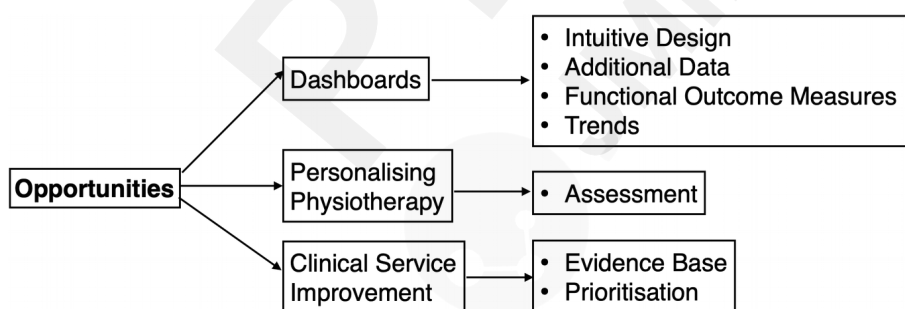 Opportunities
Dashboards
• Intuitive Design
• Additional Data
• Functional Outcome Measures
• Trends
Personalising
Physiotherapy
• Assessment
Clinical Service
Improvement
• Evidence Base
• Prioritisation